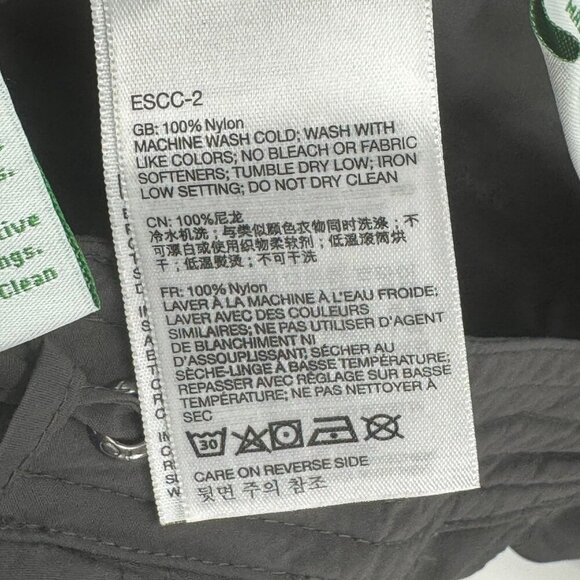 ESCC-2
GB: 100% Nylon
MACHINE WASH COLD; WASH WITH
LIKE COLORS; NO BLEACH OR FABRIC
SOFTENERS; TUMBLE DRY LOW; IRON
LOW SETTING; DO NOT DRY CLEAN
CN: 100%尼龙
冷水机洗; 与类似颜色衣物同时洗涤; 不
可漂白或使用织物柔软剂; 低温滚筒烘
干; 低温熨烫; 不可干洗
FR: 100% Nylon
LAVER À LA MACHINE À L'EAU FROIDE;
LAVER AVEC DES COULEURS
SIMILAIRES; NE PAS UTILISER D'AGENT
DE BLANCHIMENT NI
D'ASSOUPLISSANT; SÉCHER AU
SÈCHE-LINGE À BASSE TEMPÉRATURE;
REPASSER AVEC RÉGLAGE SUR BASSE
TEMPÉRATURE; NE PAS NETTOYER À
SEC
30
CARE ON REVERSE SIDE
뒷면 주의 참조
Clean